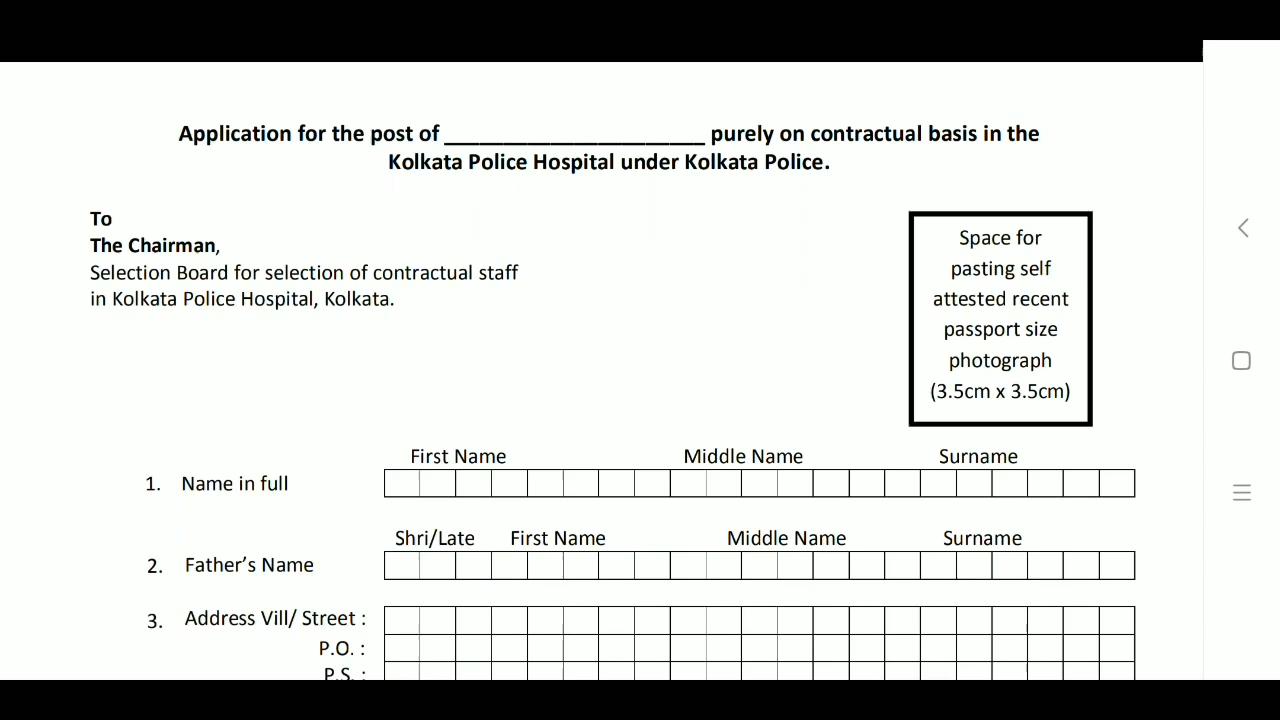 Application for the post of ______________________ purely on contractual basis in the
Kolkata Police Hospital under Kolkata Police.
To
The Chairman,
Selection Board for selection of contractual staff
in Kolkata Police Hospital, Kolkata.
Space for
pasting self
attested recent
passport size
photograph
(3.5cm x 3.5cm)
First Name Middle Name Surname
1. Name in full
Shri/Late First Name Middle Name Surname
2. Father’s Name
3. Address Vill/ Street :
P.O. :
P.S. :